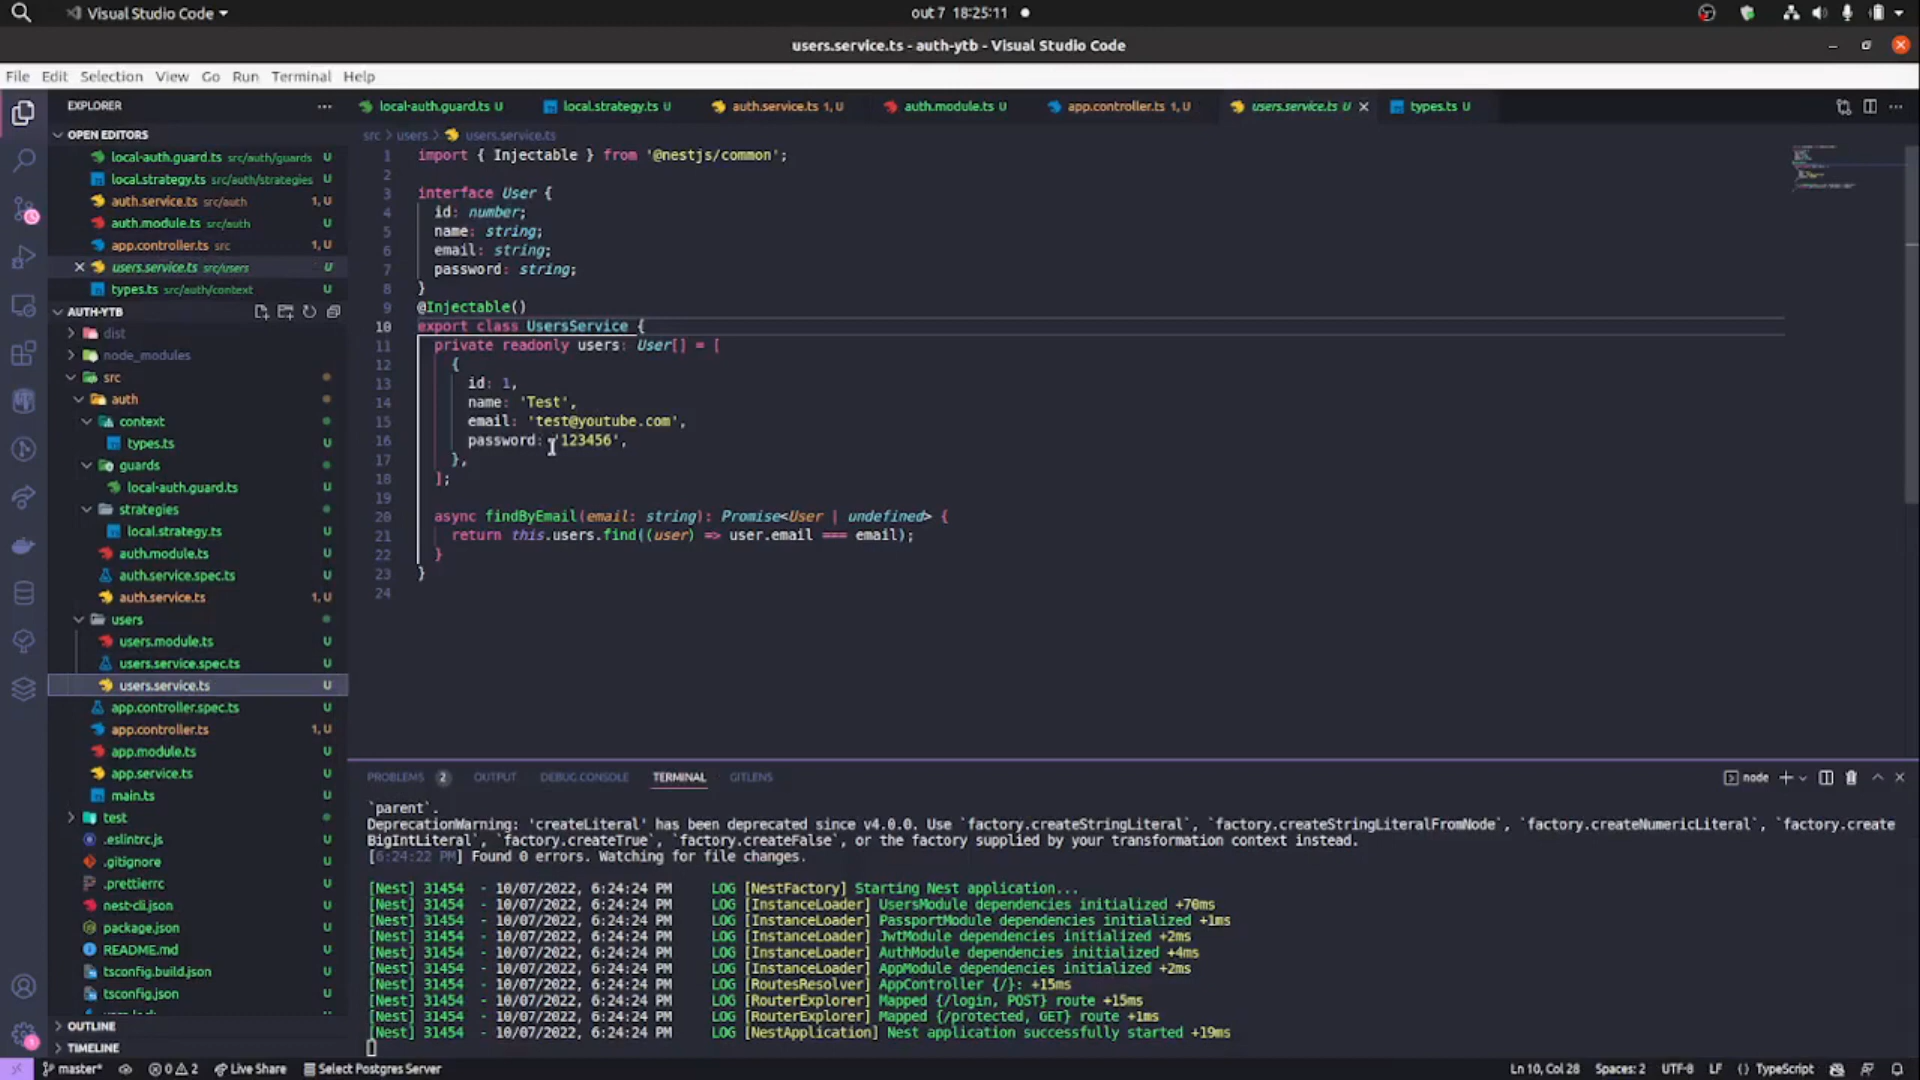 Visual Studio Code
out 7 18:25:11
users.service.ts - auth-ytb - Visual Studio Code
File Edit Selection View Go Run Terminal Help
EXPLORER
local-auth.guard.ts U
local.strategy.ts U
auth.service.ts 1, U
auth.module.ts U
app.controller.ts 1, U
users.service.ts U
types.ts U
OPEN EDITORS
local-auth.guard.ts src/auth/guards U
local.strategy.ts src/auth/strategies U
auth.service.ts src/auth 1, U
auth.module.ts src/auth U
app.controller.ts src 1, U
users.service.ts src/users U
types.ts src/auth/context U
AUTH-YTB
dist
node_modules
src
auth
context
types.ts U
guards
local-auth.guard.ts U
strategies
local.strategy.ts U
auth.module.ts U
auth.service.spec.ts U
auth.service.ts 1, U
users
users.module.ts U
users.service.spec.ts U
users.service.ts U
app.controller.spec.ts U
app.controller.ts 1, U
app.module.ts U
app.service.ts U
main.ts U
test
.eslintrc.js U
.gitignore U
.prettierrc U
nest-cli.json U
package.json U
README.md U
tsconfig.build.json U
tsconfig.json U
OUTLINE
TIMELINE
src > users > users.service.ts
1 import { Injectable } from '@nestjs/common';
2
3 interface User {
4 id: number;
5 name: string;
6 email: string;
7 password: string;
8 }
9 @Injectable()
10 export class UsersService {
11 private readonly users: User[] = [
12 {
13 id: 1,
14 name: 'Test',
15 email: 'test@youtube.com',
16 password: '123456',
17 },
18 ];
19
20 async findByEmail(email: string): Promise<User | undefined> {
21 return this.users.find((user) => user.email === email);
22 }
23 }
24
PROBLEMS 2 OUTPUT DEBUG CONSOLE TERMINAL GITLENS
node
`parent`.
DeprecationWarning: 'createLiteral' has been deprecated since v4.0.0. Use `factory.createStringLiteral`, `factory.createStringLiteralFromNode`, `factory.createNumericLiteral`, `factory.create
BigIntLiteral`, `factory.createTrue`, `factory.createFalse`, or the factory supplied by your transformation context instead.
[6:24:22 PM] Found 0 errors. Watching for file changes.
[Nest] 31454 - 10/07/2022, 6:24:24 PM LOG [NestFactory] Starting Nest application...
[Nest] 31454 - 10/07/2022, 6:24:24 PM LOG [InstanceLoader] UsersModule dependencies initialized +70ms
[Nest] 31454 - 10/07/2022, 6:24:24 PM LOG [InstanceLoader] PassportModule dependencies initialized +1ms
[Nest] 31454 - 10/07/2022, 6:24:24 PM LOG [InstanceLoader] JwtModule dependencies initialized +2ms
[Nest] 31454 - 10/07/2022, 6:24:24 PM LOG [InstanceLoader] AuthModule dependencies initialized +4ms
[Nest] 31454 - 10/07/2022, 6:24:24 PM LOG [InstanceLoader] AppModule dependencies initialized +2ms
[Nest] 31454 - 10/07/2022, 6:24:24 PM LOG [RoutesResolver] AppController {/}: +15ms
[Nest] 31454 - 10/07/2022, 6:24:24 PM LOG [RouterExplorer] Mapped {/login, POST} route +15ms
[Nest] 31454 - 10/07/2022, 6:24:24 PM LOG [RouterExplorer] Mapped {/protected, GET} route +1ms
[Nest] 31454 - 10/07/2022, 6:24:24 PM LOG [NestApplication] Nest application successfully started +19ms
master* 0 2 Live Share Select Postgres Server
Ln 10, Col 28 Spaces: 2 UTF-8 LF {} TypeScript